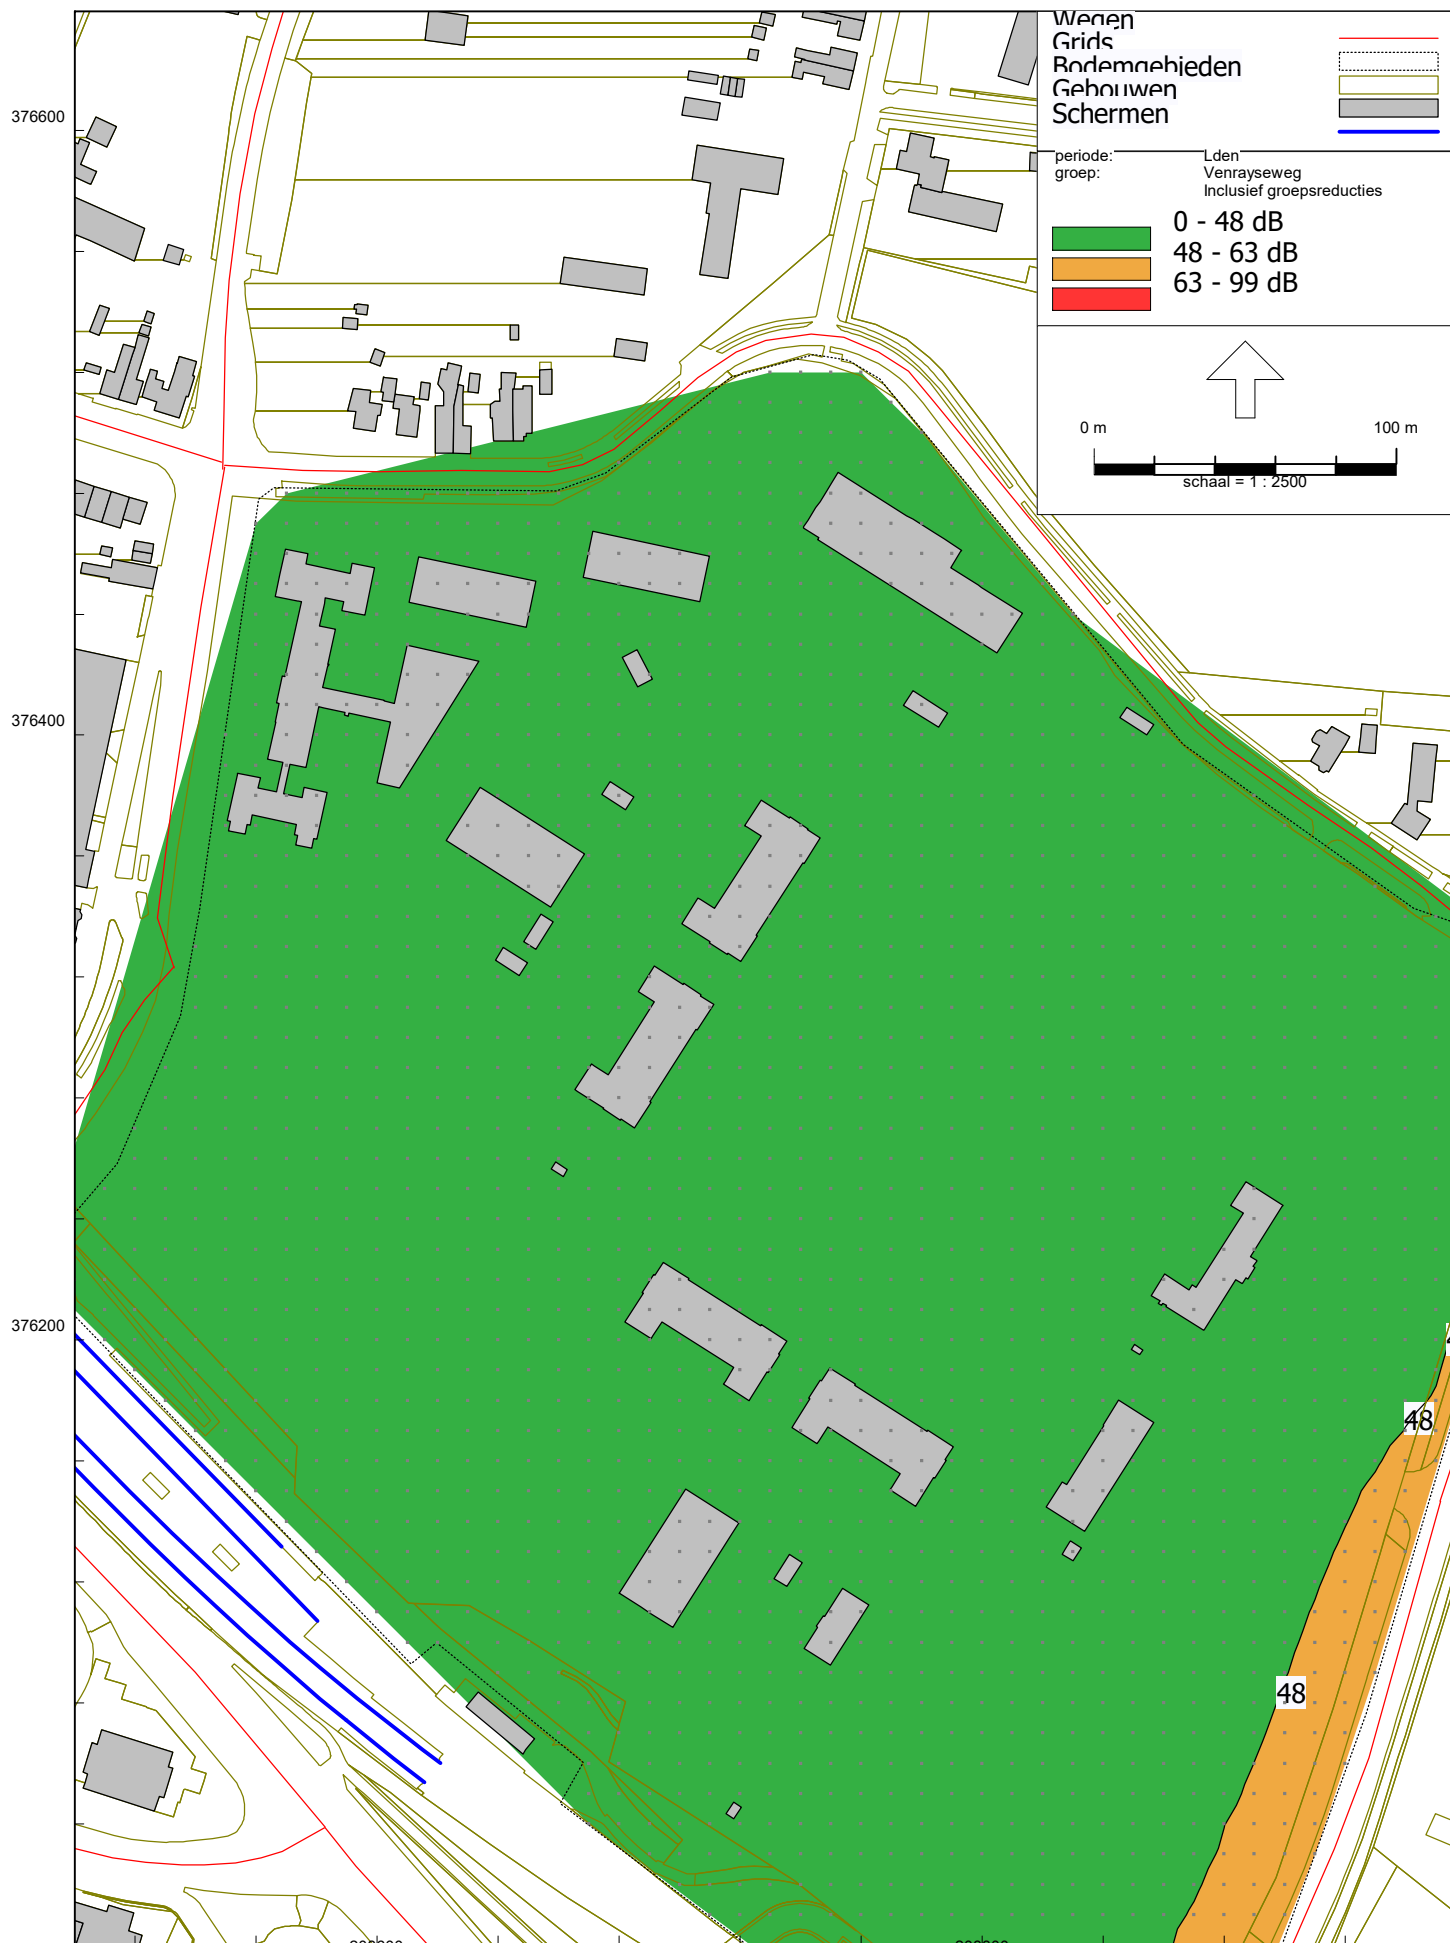 Wegen
Grids
Bodemgebieden
Gebouwen
Schermen
periode: Lden
groep: Venrayseweg
Inclusief groepsreducties
0 - 48 dB
48 - 63 dB
63 - 99 dB
0 m 100 m
schaal = 1 : 2500
376600
376400
376200
48
48